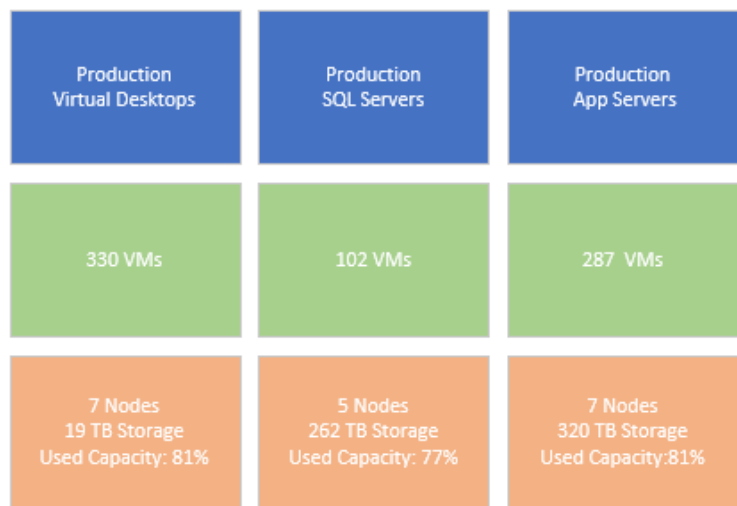 Production
Virtual Desktops
Production
SQL Servers
Production
App Servers
330 VMs
102 VMs
287  VMs
7 Nodes
19 TB Storage
Used Capacity: 81%
5 Nodes
262 TB Storage
Used Capacity: 77%
7 Nodes
320 TB Storage
Used Capacity:81%